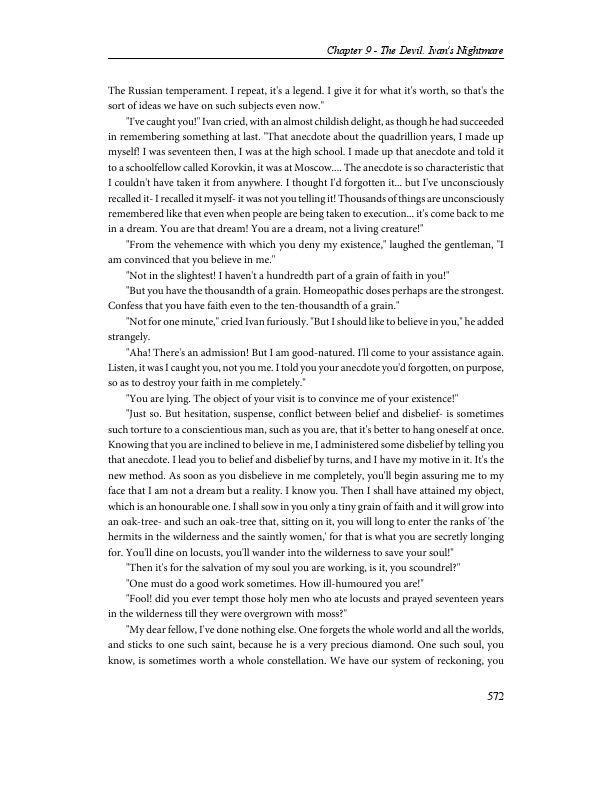 Chapter 9 - The Devil. Ivan's Nightmare
The Russian temperament. I repeat, it's a legend. I give it for what it's worth, so that's the
sort of ideas we have on such subjects even now."
"I've caught you!" Ivan cried, with an almost childish delight, as though he had succeeded
in remembering something at last. "That anecdote about the quadrillion years, I made up
myself! I was seventeen then, I was at the high school. I made up that anecdote and told it
to a schoolfellow called Korovkin, it was at Moscow.... The anecdote is so characteristic that
I couldn't have taken it from anywhere. I thought I'd forgotten it... but I've unconsciously
recalled it- I recalled it myself- it was not you telling it! Thousands of things are unconsciously
remembered like that even when people are being taken to execution... it's come back to me
in a dream. You are that dream! You are a dream, not a living creature!"
"From the vehemence with which you deny my existence," laughed the gentleman, "I
am convinced that you believe in me."
"Not in the slightest! I haven't a hundredth part of a grain of faith in you!"
"But you have the thousandth of a grain. Homeopathic doses perhaps are the strongest.
Confess that you have faith even to the ten-thousandth of a grain."
"Not for one minute," cried Ivan furiously. "But I should like to believe in you," he added
strangely.
"Aha! There's an admission! But I am good-natured. I'll come to your assistance again.
Listen, it was I caught you, not you me. I told you your anecdote you'd forgotten, on purpose,
so as to destroy your faith in me completely."
"You are lying. The object of your visit is to convince me of your existence!"
"Just so. But hesitation, suspense, conflict between belief and disbelief- is sometimes
such torture to a conscientious man, such as you are, that it's better to hang oneself at once.
Knowing that you are inclined to believe in me, I administered some disbelief by telling you
that anecdote. I lead you to belief and disbelief by turns, and I have my motive in it. It's the
new method. As soon as you disbelieve in me completely, you'll begin assuring me to my
face that I am not a dream but a reality. I know you. Then I shall have attained my object,
which is an honourable one. I shall sow in you only a tiny grain of faith and it will grow into
an oak-tree- and such an oak-tree that, sitting on it, you will long to enter the ranks of 'the
hermits in the wilderness and the saintly women,' for that is what you are secretly longing
for. You'll dine on locusts, you'll wander into the wilderness to save your soul!"
"Then it's for the salvation of my soul you are working, is it, you scoundrel?"
"One must do a good work sometimes. How ill-humoured you are!"
"Fool! did you ever tempt those holy men who ate locusts and prayed seventeen years
in the wilderness till they were overgrown with moss?"
"My dear fellow, I've done nothing else. One forgets the whole world and all the worlds,
and sticks to one such saint, because he is a very precious diamond. One such soul, you
know, is sometimes worth a whole constellation. We have our system of reckoning, you
572